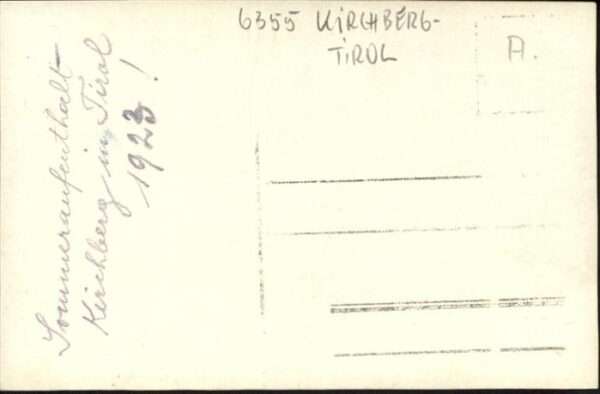 6355 KIRCHBERG-
TIROL
A.
Sommeraufenthalt
Kirchberg in Tirol
1923!